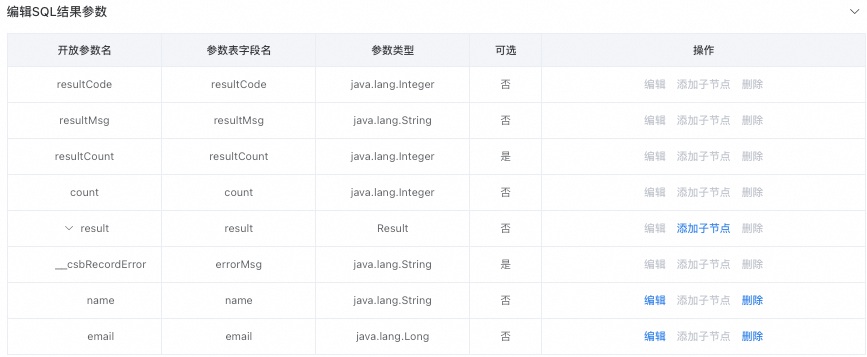 编辑SQL结果参数
开放参数名 参数表字段名 参数类型 可选 操作
resultCode resultCode java.lang.Integer 否 编辑 添加子节点 删除
resultMsg resultMsg java.lang.String 否 编辑 添加子节点 删除
resultCount resultCount java.lang.Integer 是 编辑 添加子节点 删除
count count java.lang.Integer 否 编辑 添加子节点 删除
result result Result 否 编辑 添加子节点 删除
__csbRecordError errorMsg java.lang.String 是 编辑 添加子节点 删除
name name java.lang.String 否 编辑 添加子节点 删除
email email java.lang.Long 否 编辑 添加子节点 删除